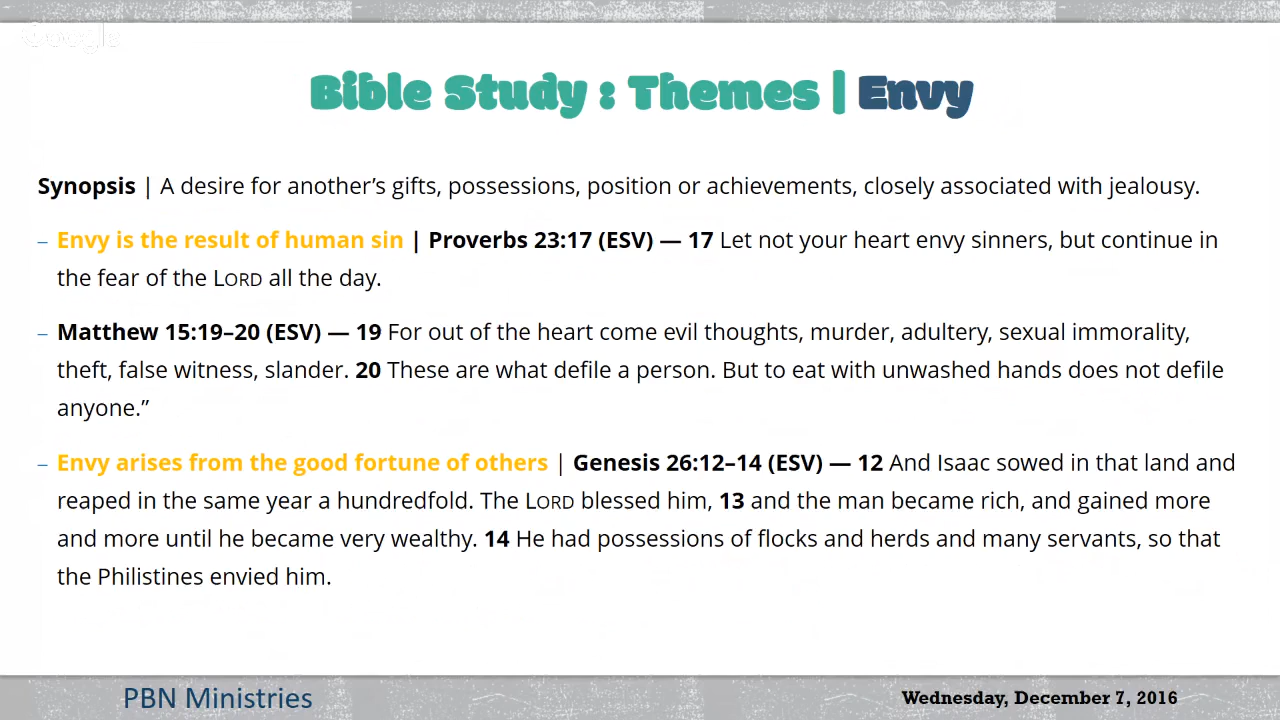 Google
Bible Study : Themes | Envy
Synopsis | A desire for another’s gifts, possessions, position or achievements, closely associated with jealousy.
– Envy is the result of human sin | Proverbs 23:17 (ESV) — 17 Let not your heart envy sinners, but continue in
the fear of the LORD all the day.
– Matthew 15:19–20 (ESV) — 19 For out of the heart come evil thoughts, murder, adultery, sexual immorality,
theft, false witness, slander. 20 These are what defile a person. But to eat with unwashed hands does not defile
anyone.”
– Envy arises from the good fortune of others | Genesis 26:12–14 (ESV) — 12 And Isaac sowed in that land and
reaped in the same year a hundredfold. The LORD blessed him, 13 and the man became rich, and gained more
and more until he became very wealthy. 14 He had possessions of flocks and herds and many servants, so that
the Philistines envied him.
PBN Ministries
Wednesday, December 7, 2016